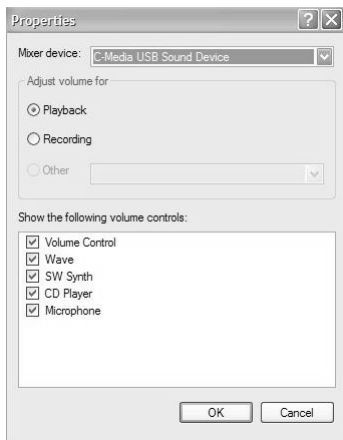 Properties
Mixer device: C-Media USB Sound Device
Adjust volume for
Playback
Recording
Other
Show the following volume controls:
Volume Control
Wave
SW Synth
CD Player
Microphone
OK Cancel